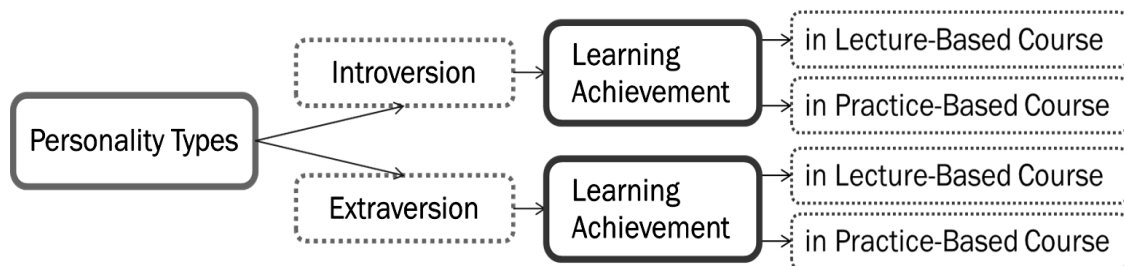 Personality Types
Introversion
Learning
Achievement
in Lecture-Based Course
in Practice-Based Course
Extraversion
Learning
Achievement
in Lecture-Based Course
in Practice-Based Course